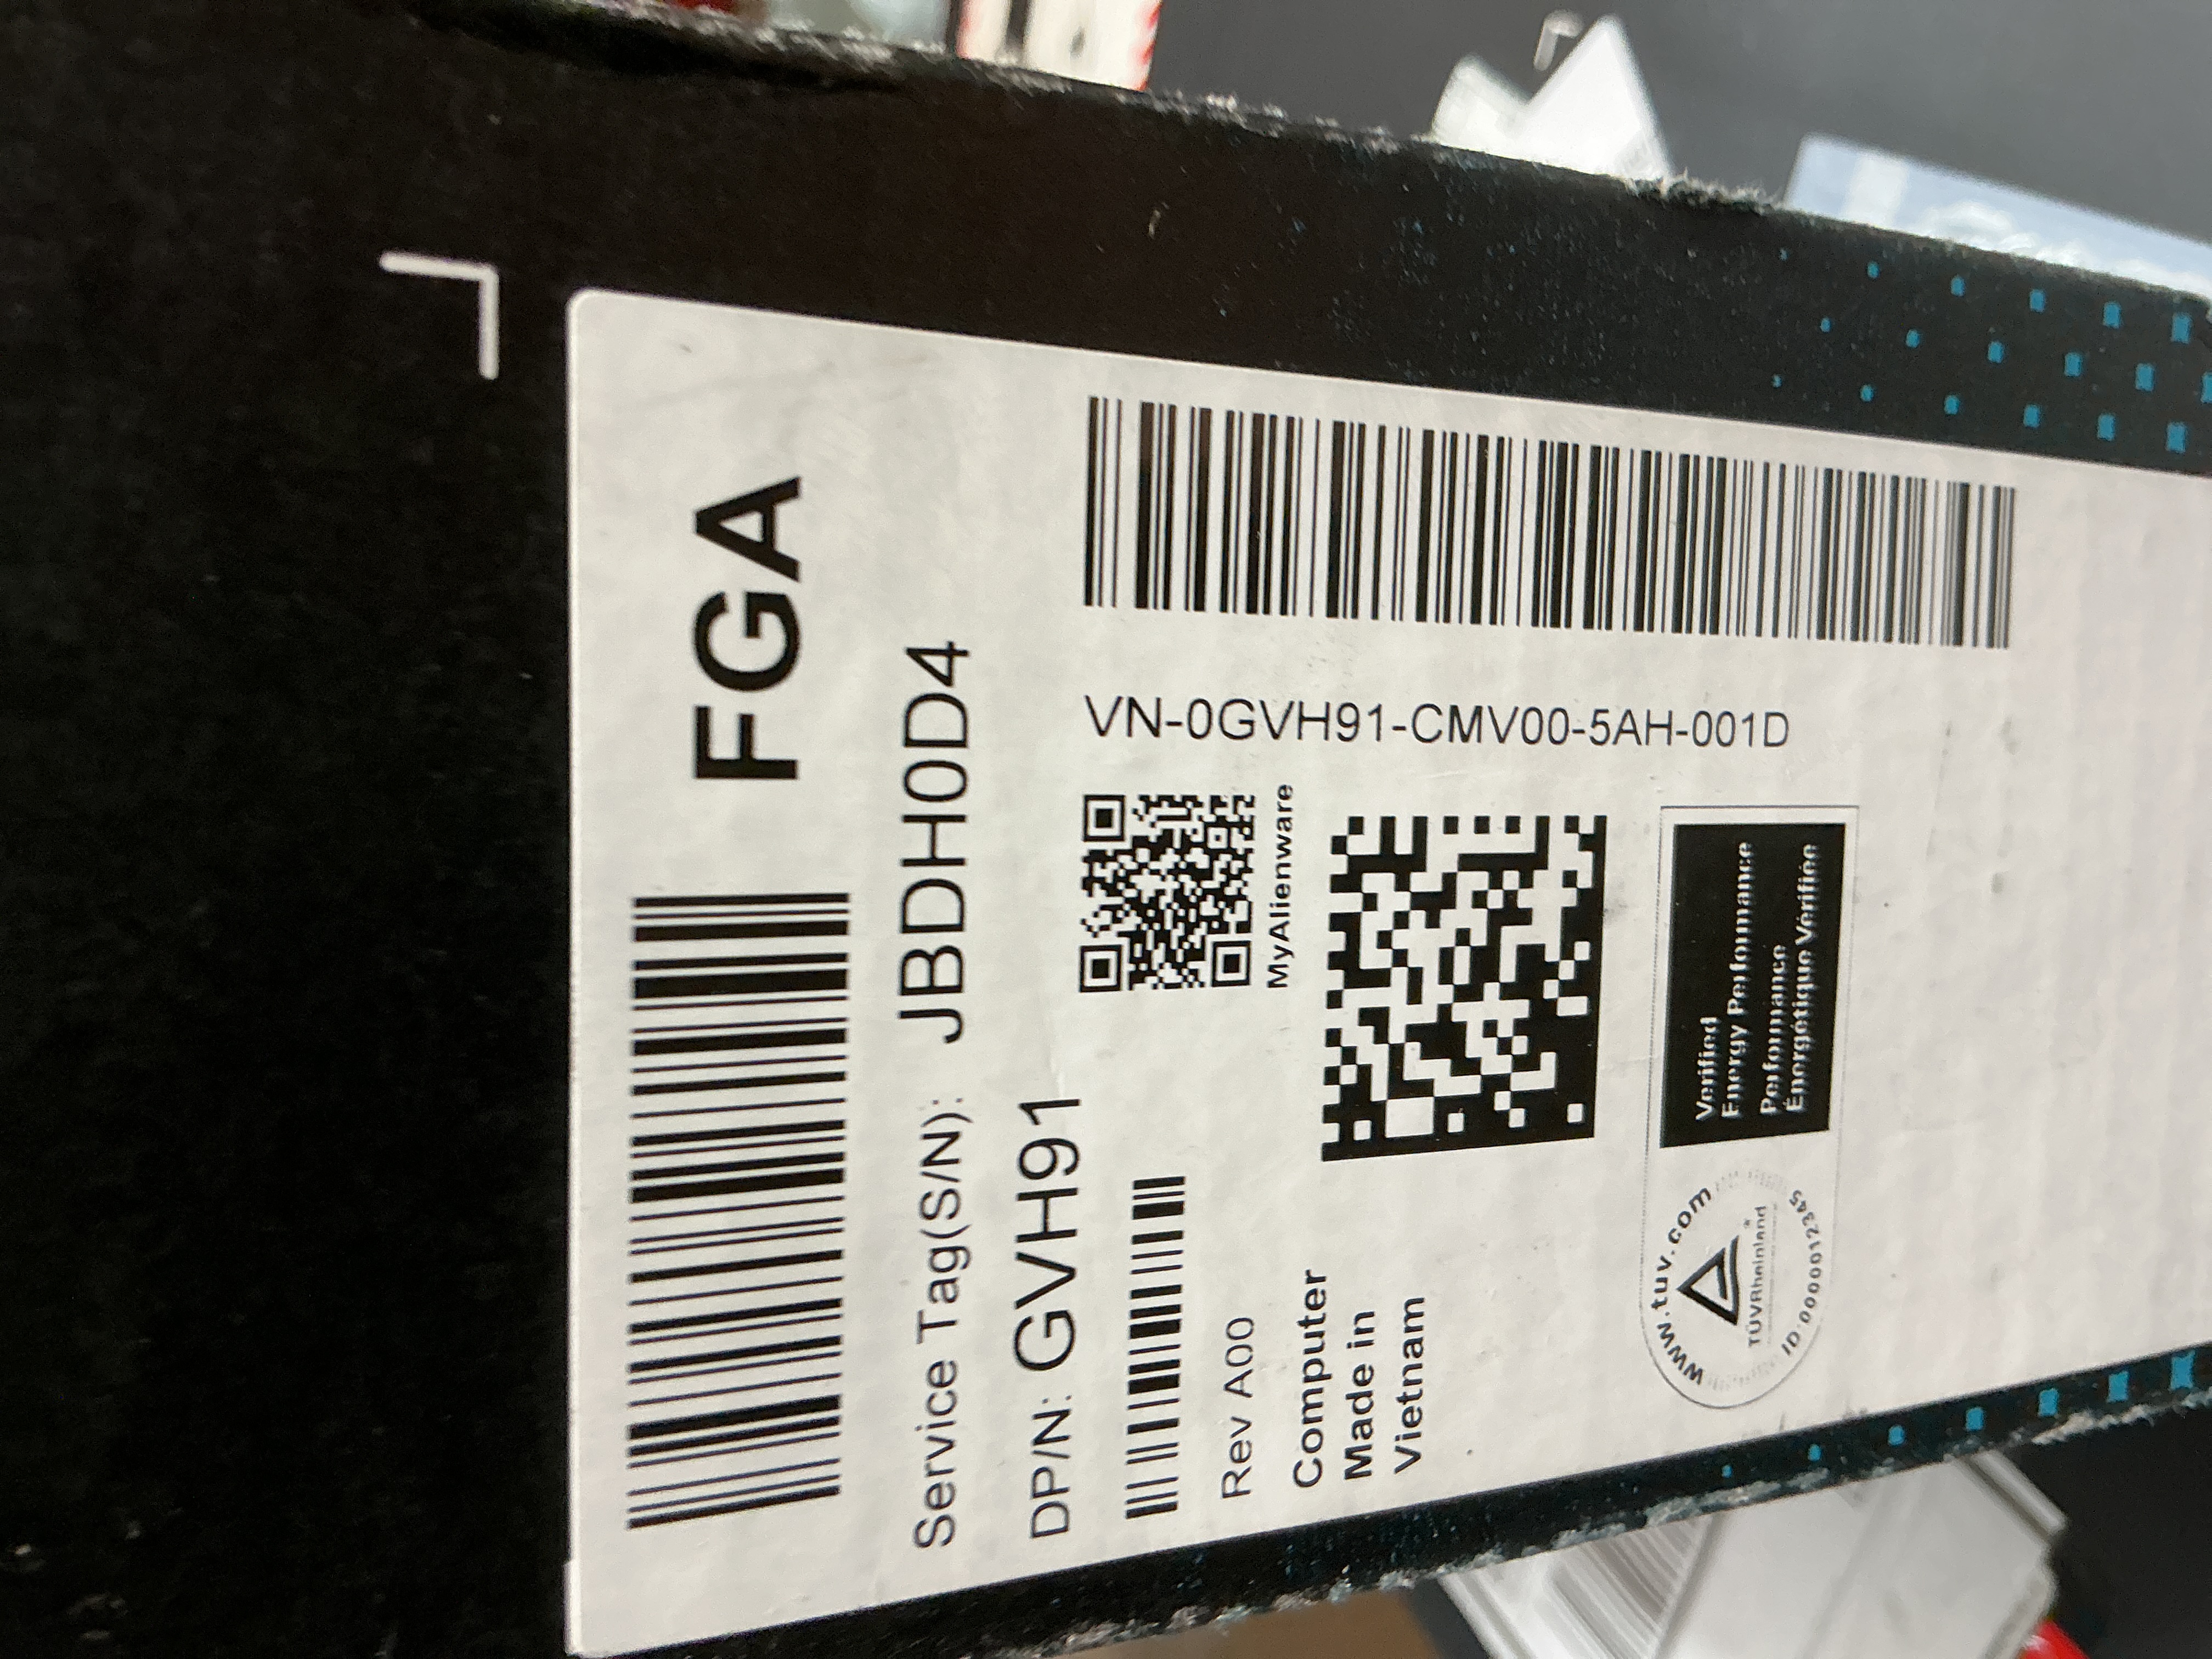 FGA
Service Tag(S/N): JBDH0D4
DP/N: GVH91
Rev A00
MyAlienware
Computer
Made in
Vietnam
VN-0GVH91-CMV00-5AH-001D
www.tuv.com
TÜVRheinland
ID:0000012345
Verified
Energy Performance
Performance
Énergétique Vérifiée